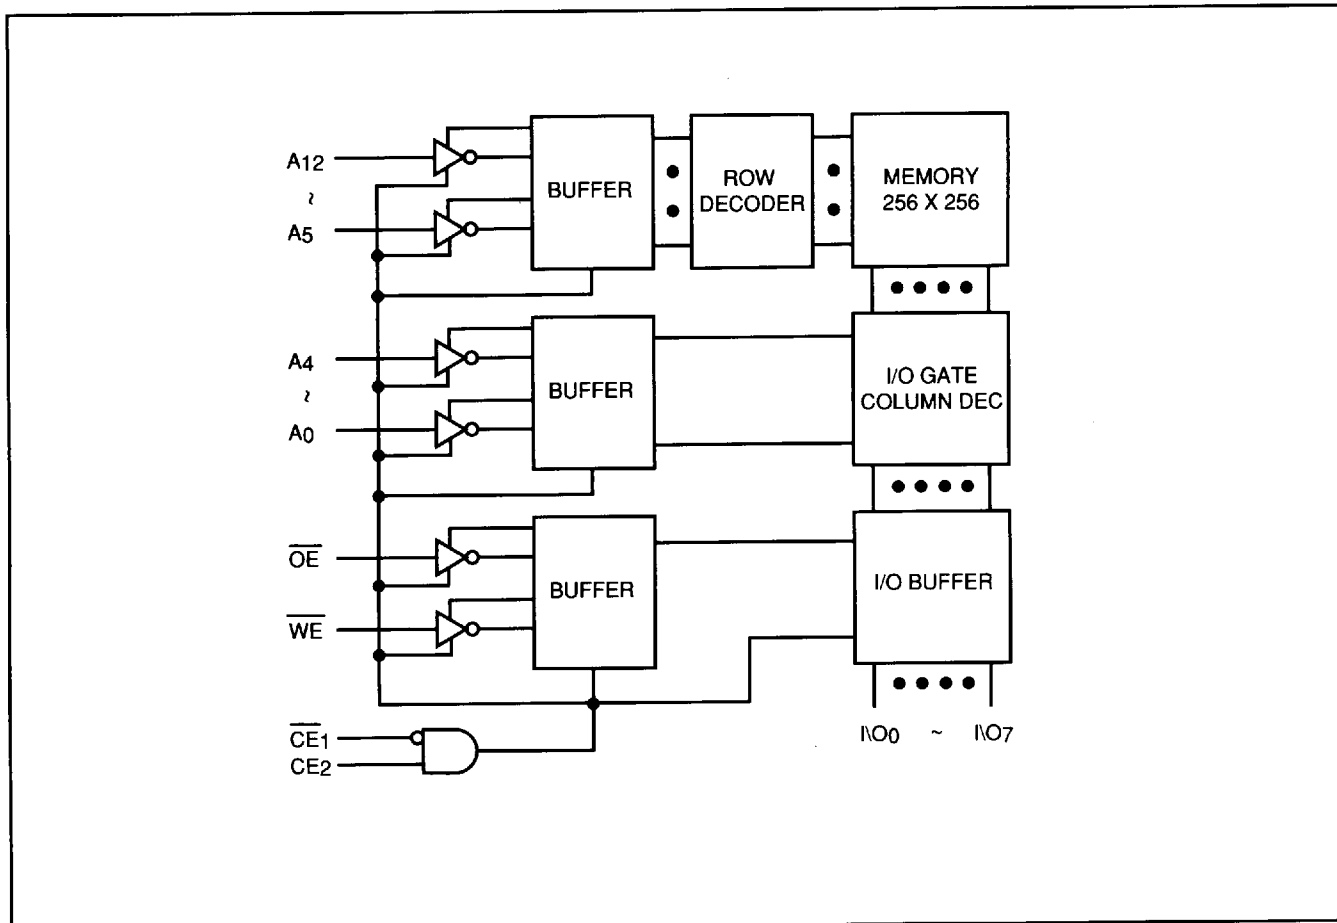 A12
~
A5
BUFFER
ROW
DECODER
MEMORY
256 X 256
A4
~
A0
BUFFER
I/O GATE
COLUMN DEC
OE
WE
BUFFER
I/O BUFFER
CE1
CE2
I\O0 ~ I\O7